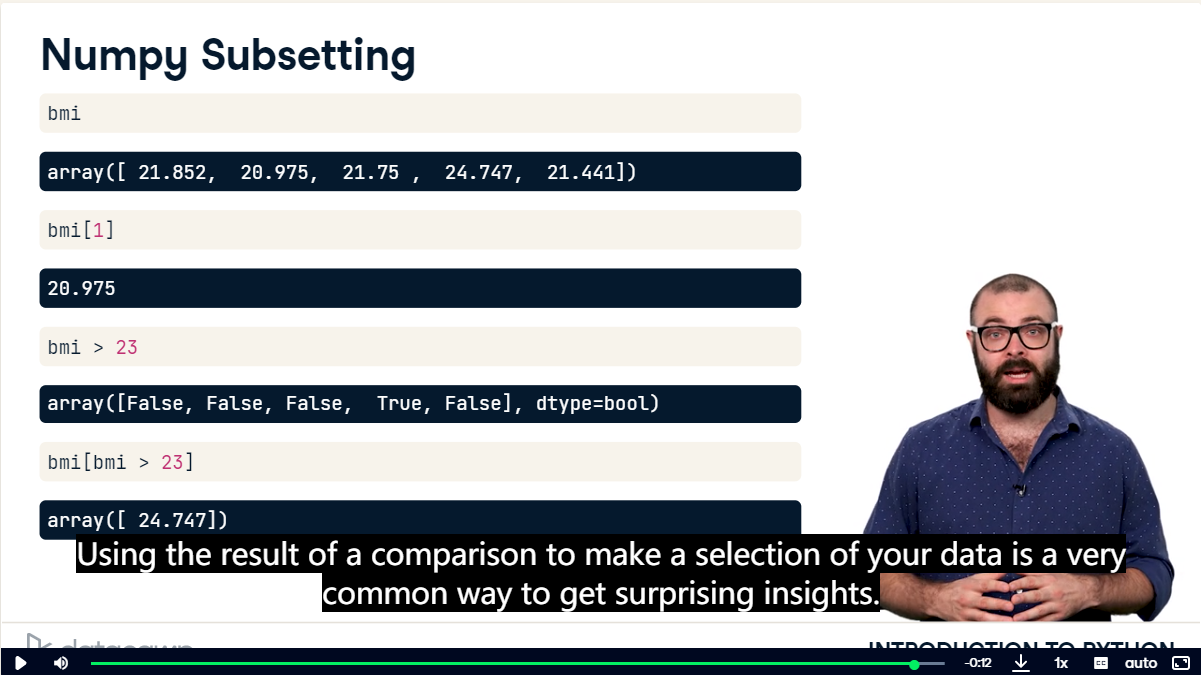 Numpy Subsetting
bmi
array([ 21.852,  20.975,  21.75 ,  24.747,  21.441])
bmi[1]
20.975
bmi > 23
array([False, False, False,  True, False], dtype=bool)
bmi[bmi > 23]
array([ 24.747])
Using the result of a comparison to make a selection of your data is a very
common way to get surprising insights.
datacamp
INTRODUCTION TO PYTHON
-0:12
1x
CC
auto